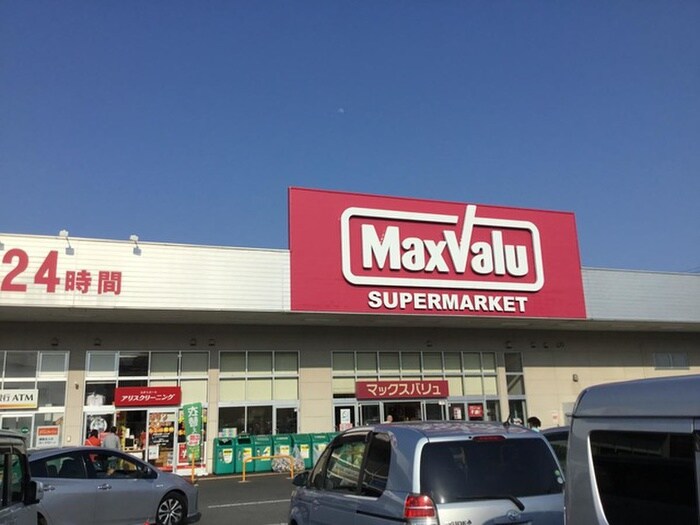 MaxValu
SUPERMARKET
24時間
マックスバリュ
アリスクリーニング
ATM